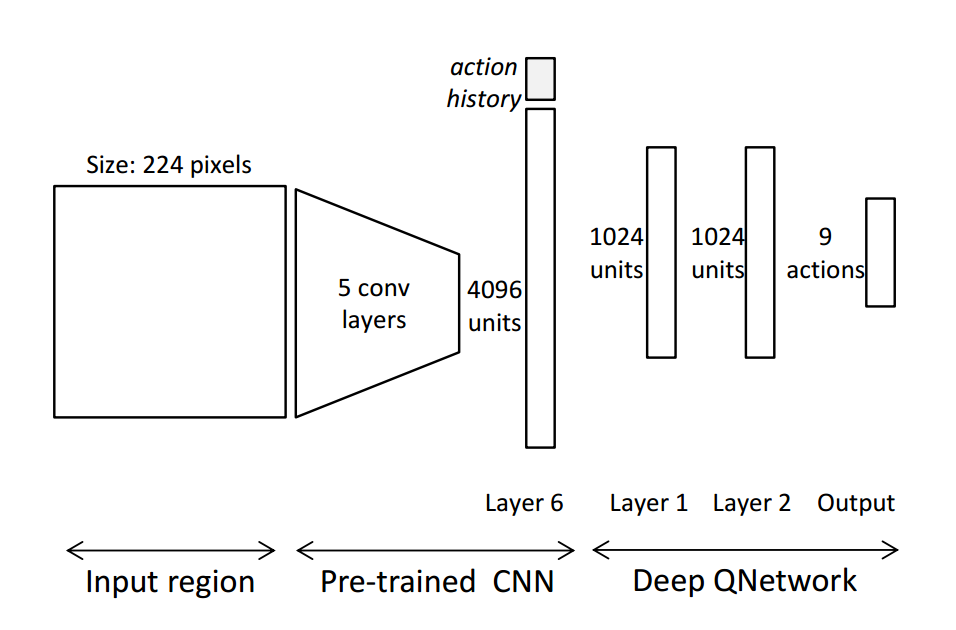 action
history
Size: 224 pixels
5 conv
layers
4096
units
1024
units
1024
units
9
actions
Layer 6
Layer 1
Layer 2
Output
Input region
Pre-trained CNN
Deep QNetwork